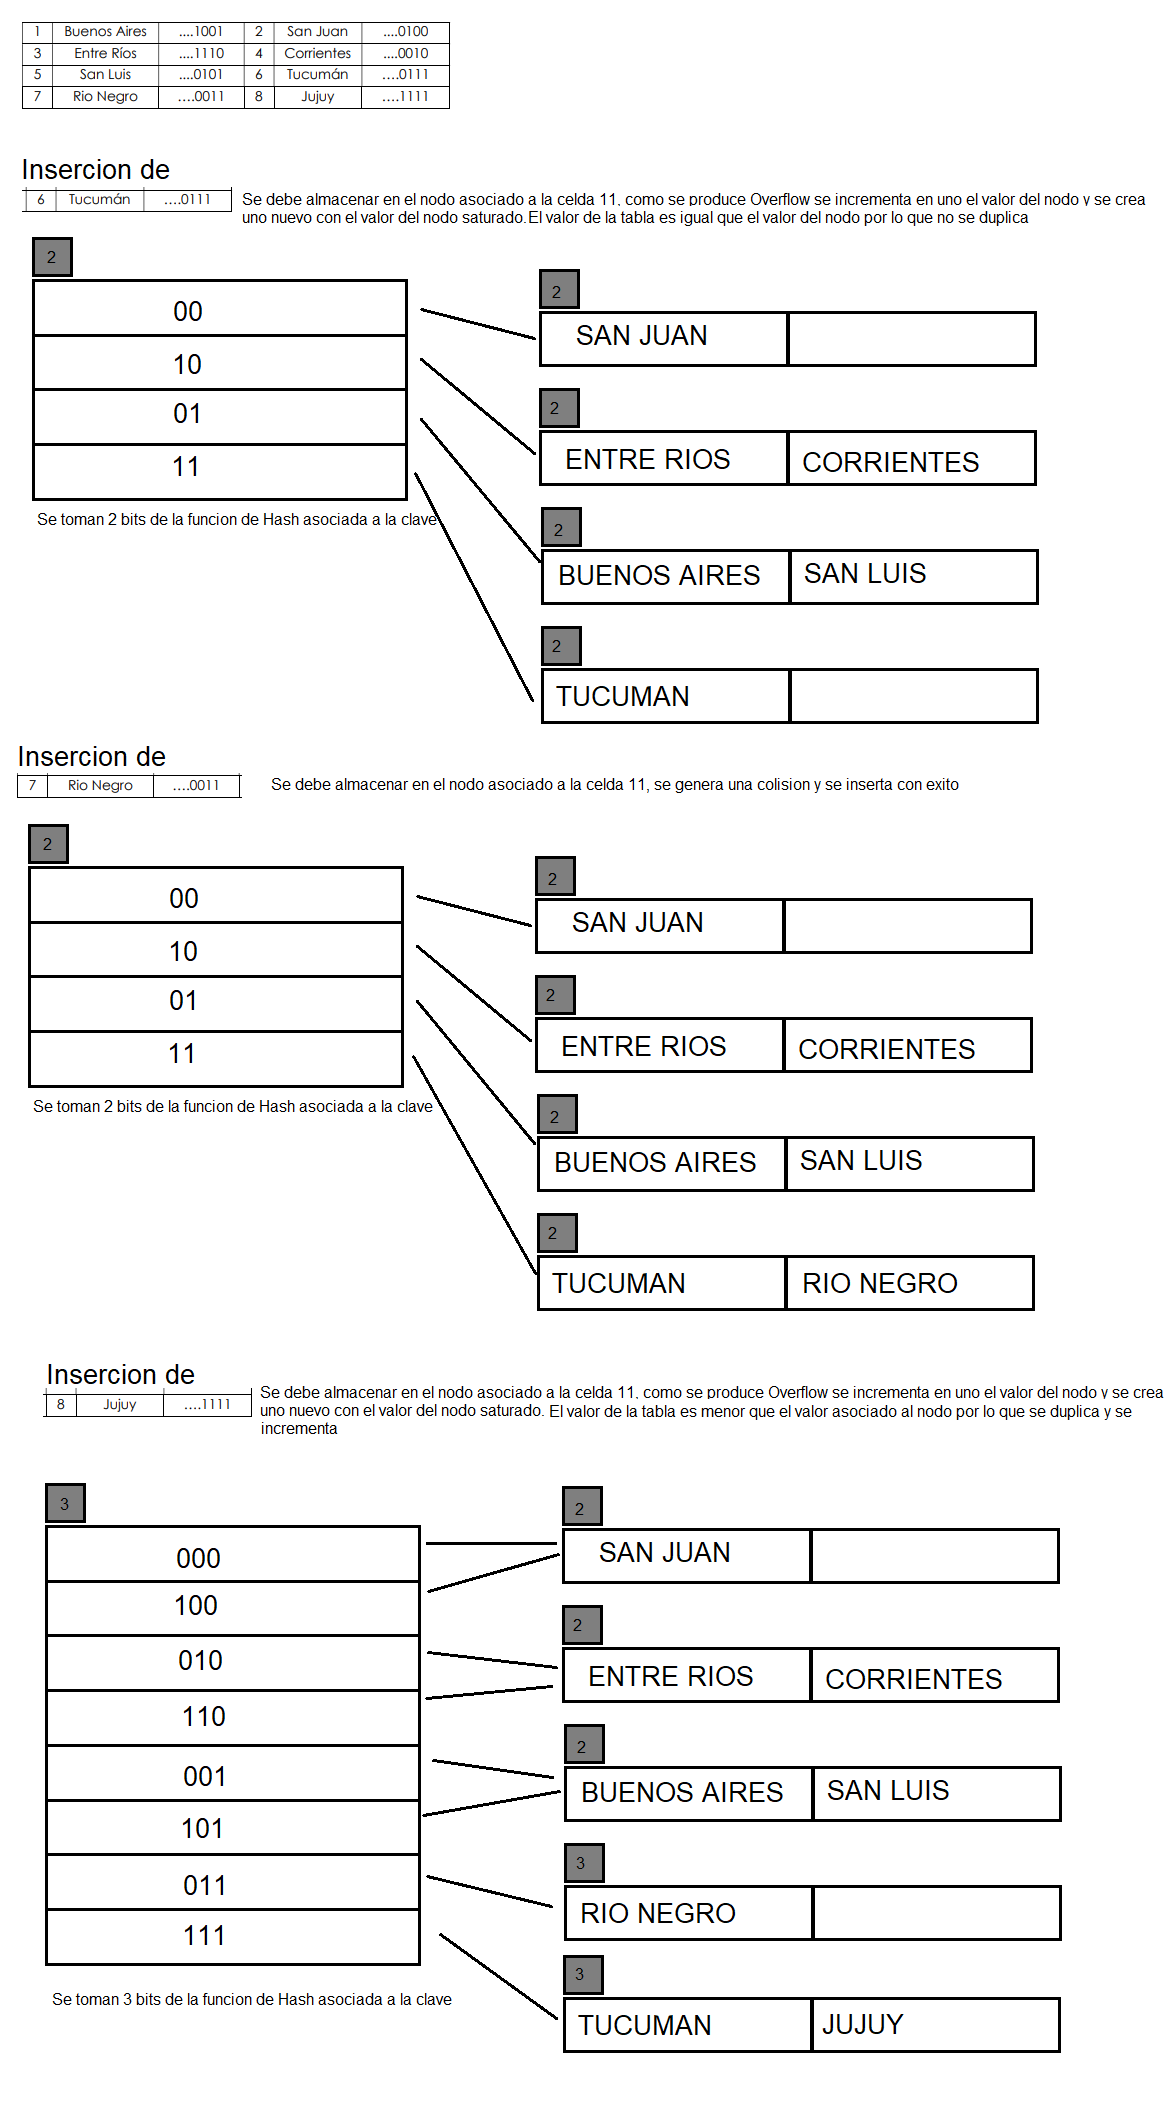 1 Buenos Aires ....1001 2 San Juan ....0100
3 Entre Ríos ....1110 4 Corrientes ....0010
5 San Luis ....0101 6 Tucumán ....0111
7 Rio Negro ....0011 8 Jujuy ....1111
Insercion de
6 Tucumán ....0111
Se debe almacenar en el nodo asociado a la celda 11, como se produce Overflow se incrementa en uno el valor del nodo y se crea
uno nuevo con el valor del nodo saturado.El valor de la tabla es igual que el valor del nodo por lo que no se duplica
2
00
10
01
11
Se toman 2 bits de la funcion de Hash asociada a la clave
2
SAN JUAN
2
ENTRE RIOS CORRIENTES
2
BUENOS AIRES SAN LUIS
2
TUCUMAN
Insercion de
7 Rio Negro ....0011
Se debe almacenar en el nodo asociado a la celda 11, se genera una colision y se inserta con exito
2
00
10
01
11
Se toman 2 bits de la funcion de Hash asociada a la clave
2
SAN JUAN
2
ENTRE RIOS CORRIENTES
2
BUENOS AIRES SAN LUIS
2
TUCUMAN RIO NEGRO
Insercion de
8 Jujuy ....1111
Se debe almacenar en el nodo asociado a la celda 11, como se produce Overflow se incrementa en uno el valor del nodo y se crea
uno nuevo con el valor del nodo saturado. El valor de la tabla es menor que el valor asociado al nodo por lo que se duplica y se
incrementa
3
000
100
010
110
001
101
011
111
Se toman 3 bits de la funcion de Hash asociada a la clave
2
SAN JUAN
2
ENTRE RIOS CORRIENTES
2
BUENOS AIRES SAN LUIS
3
RIO NEGRO
3
TUCUMAN JUJUY